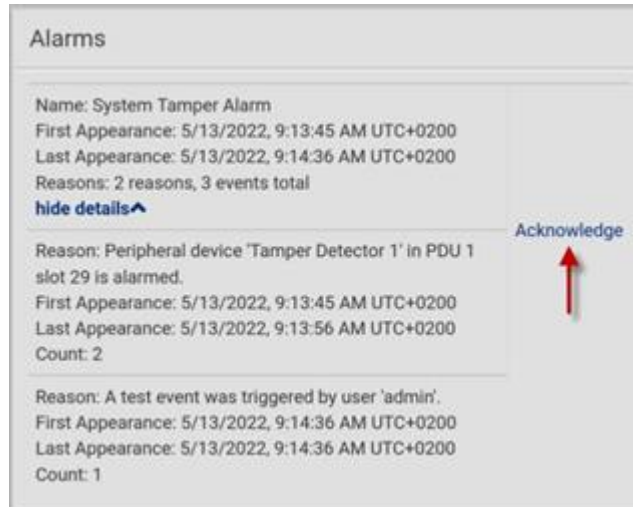 Alarms
Name: System Tamper Alarm
First Appearance: 5/13/2022, 9:13:45 AM UTC+0200
Last Appearance: 5/13/2022, 9:14:36 AM UTC+0200
Reasons: 2 reasons, 3 events total
hide details
Acknowledge
Reason: Peripheral device 'Tamper Detector 1' in PDU 1
slot 29 is alarmed.
First Appearance: 5/13/2022, 9:13:45 AM UTC+0200
Last Appearance: 5/13/2022, 9:13:56 AM UTC+0200
Count: 2
Reason: A test event was triggered by user 'admin'.
First Appearance: 5/13/2022, 9:14:36 AM UTC+0200
Last Appearance: 5/13/2022, 9:14:36 AM UTC+0200
Count: 1